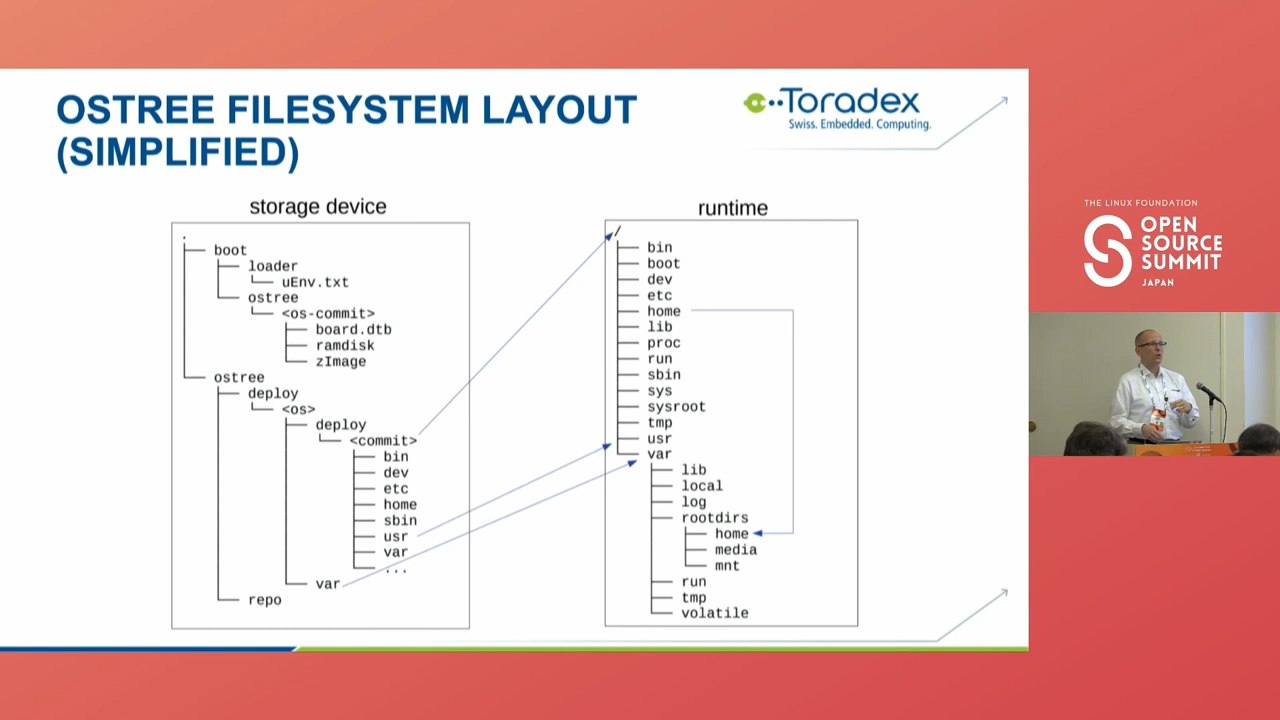 OSTREE FILESYSTEM LAYOUT
(SIMPLIFIED)
Toradex
Swiss. Embedded. Computing.
storage device
.
boot
loader
uEnv.txt
ostree
<os-commit>
board.dtb
ramdisk
zImage
ostree
deploy
<os>
deploy
<commit>
bin
dev
etc
home
sbin
usr
var
...
var
repo
runtime
/
bin
boot
dev
etc
home
lib
proc
run
sbin
sys
sysroot
tmp
usr
var
lib
local
log
rootdirs
home
media
mnt
run
tmp
volatile
THE LINUX FOUNDATION
OPEN
SOURCE
SUMMIT
JAPAN